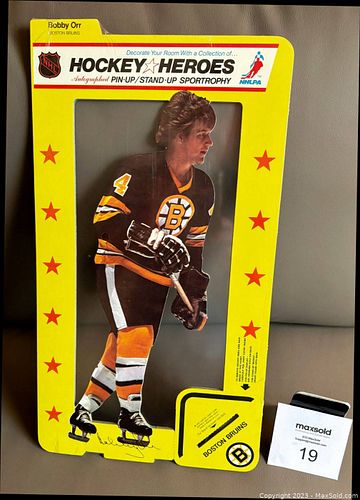 Bobby Orr
BOSTON BRUINS
Decorate Your Room With a Collection of...
NHL
HOCKEY☆HEROES
NHLPA
Autographed PIN-UP/STAND-UP SPORTROPHY
4
B
BOSTON BRUINS
B
maxsold
19
Copyright © 2023 - MaxSold.com